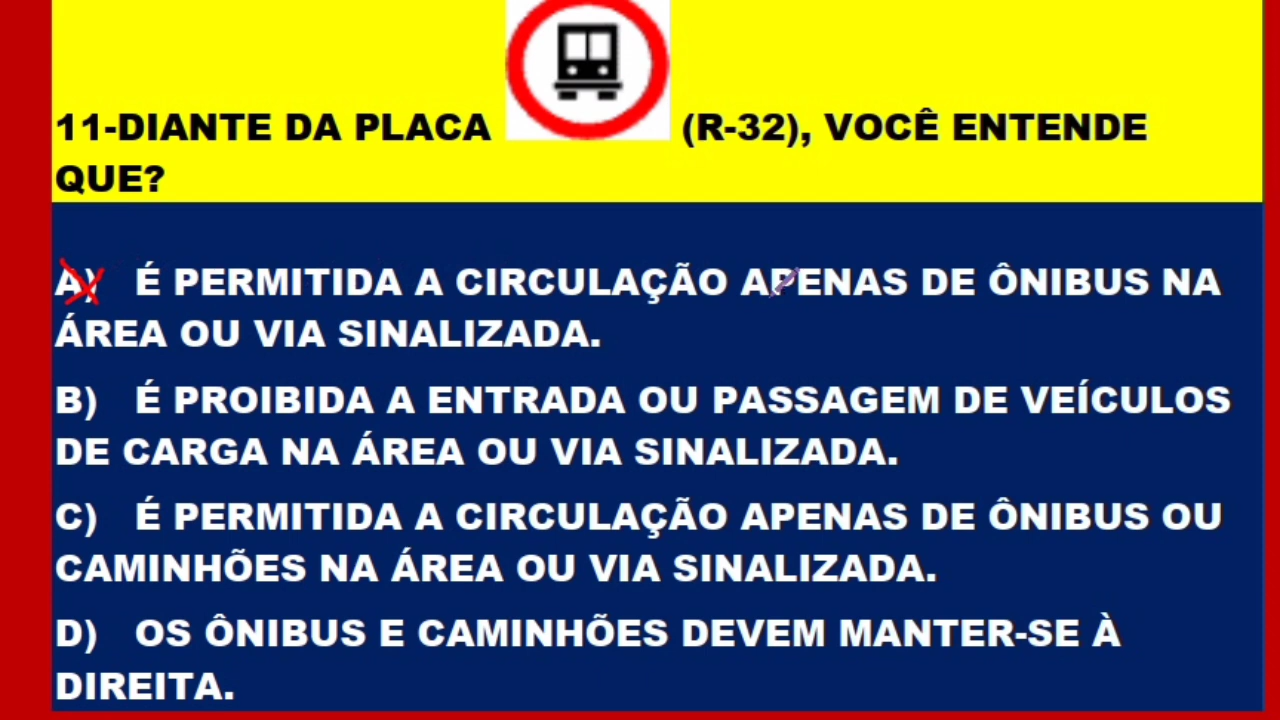 11-DIANTE DA PLACA (R-32), VOCÊ ENTENDE
QUE?
A) É PERMITIDA A CIRCULAÇÃO APENAS DE ÔNIBUS NA
ÁREA OU VIA SINALIZADA.
B) É PROIBIDA A ENTRADA OU PASSAGEM DE VEÍCULOS
DE CARGA NA ÁREA OU VIA SINALIZADA.
C) É PERMITIDA A CIRCULAÇÃO APENAS DE ÔNIBUS OU
CAMINHÕES NA ÁREA OU VIA SINALIZADA.
D) OS ÔNIBUS E CAMINHÕES DEVEM MANTER-SE À
DIREITA.